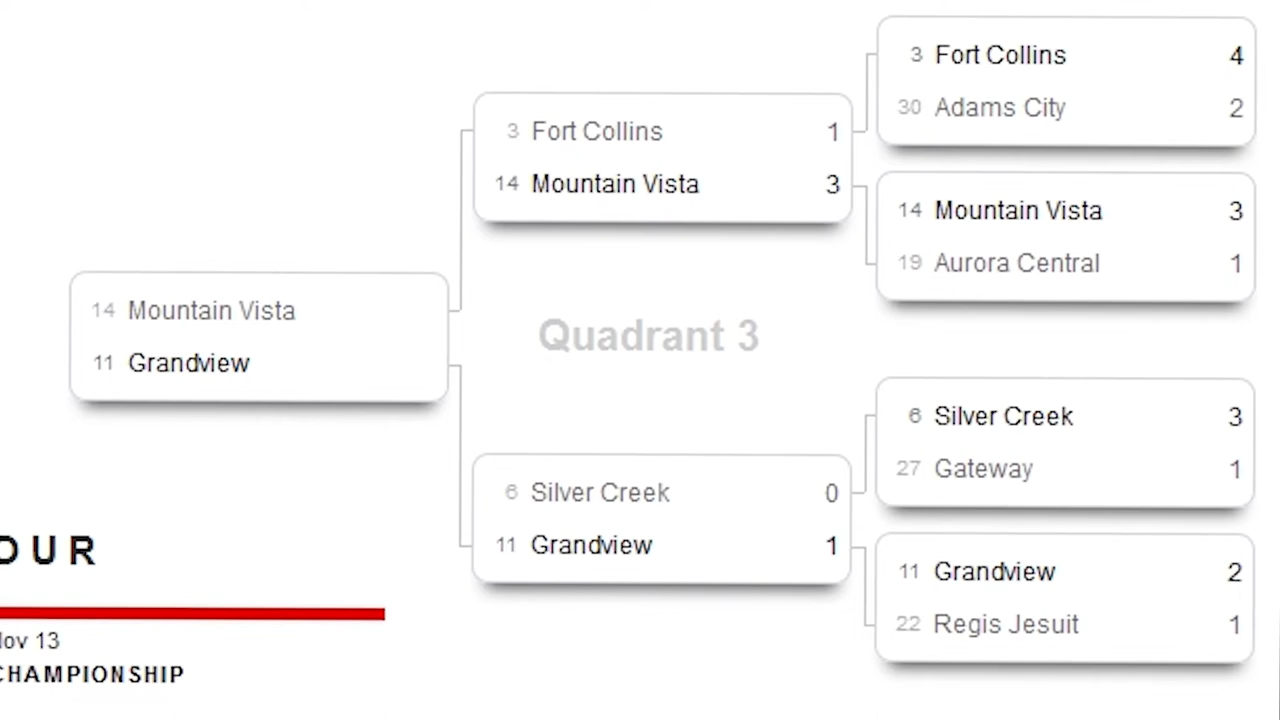 3 Fort Collins 4
30 Adams City 2
14 Mountain Vista 3
19 Aurora Central 1
3 Fort Collins 1
14 Mountain Vista 3
14 Mountain Vista
11 Grandview
Quadrant 3
6 Silver Creek 0
11 Grandview 1
6 Silver Creek 3
27 Gateway 1
11 Grandview 2
22 Regis Jesuit 1
OUR
Nov 13
CHAMPIONSHIP